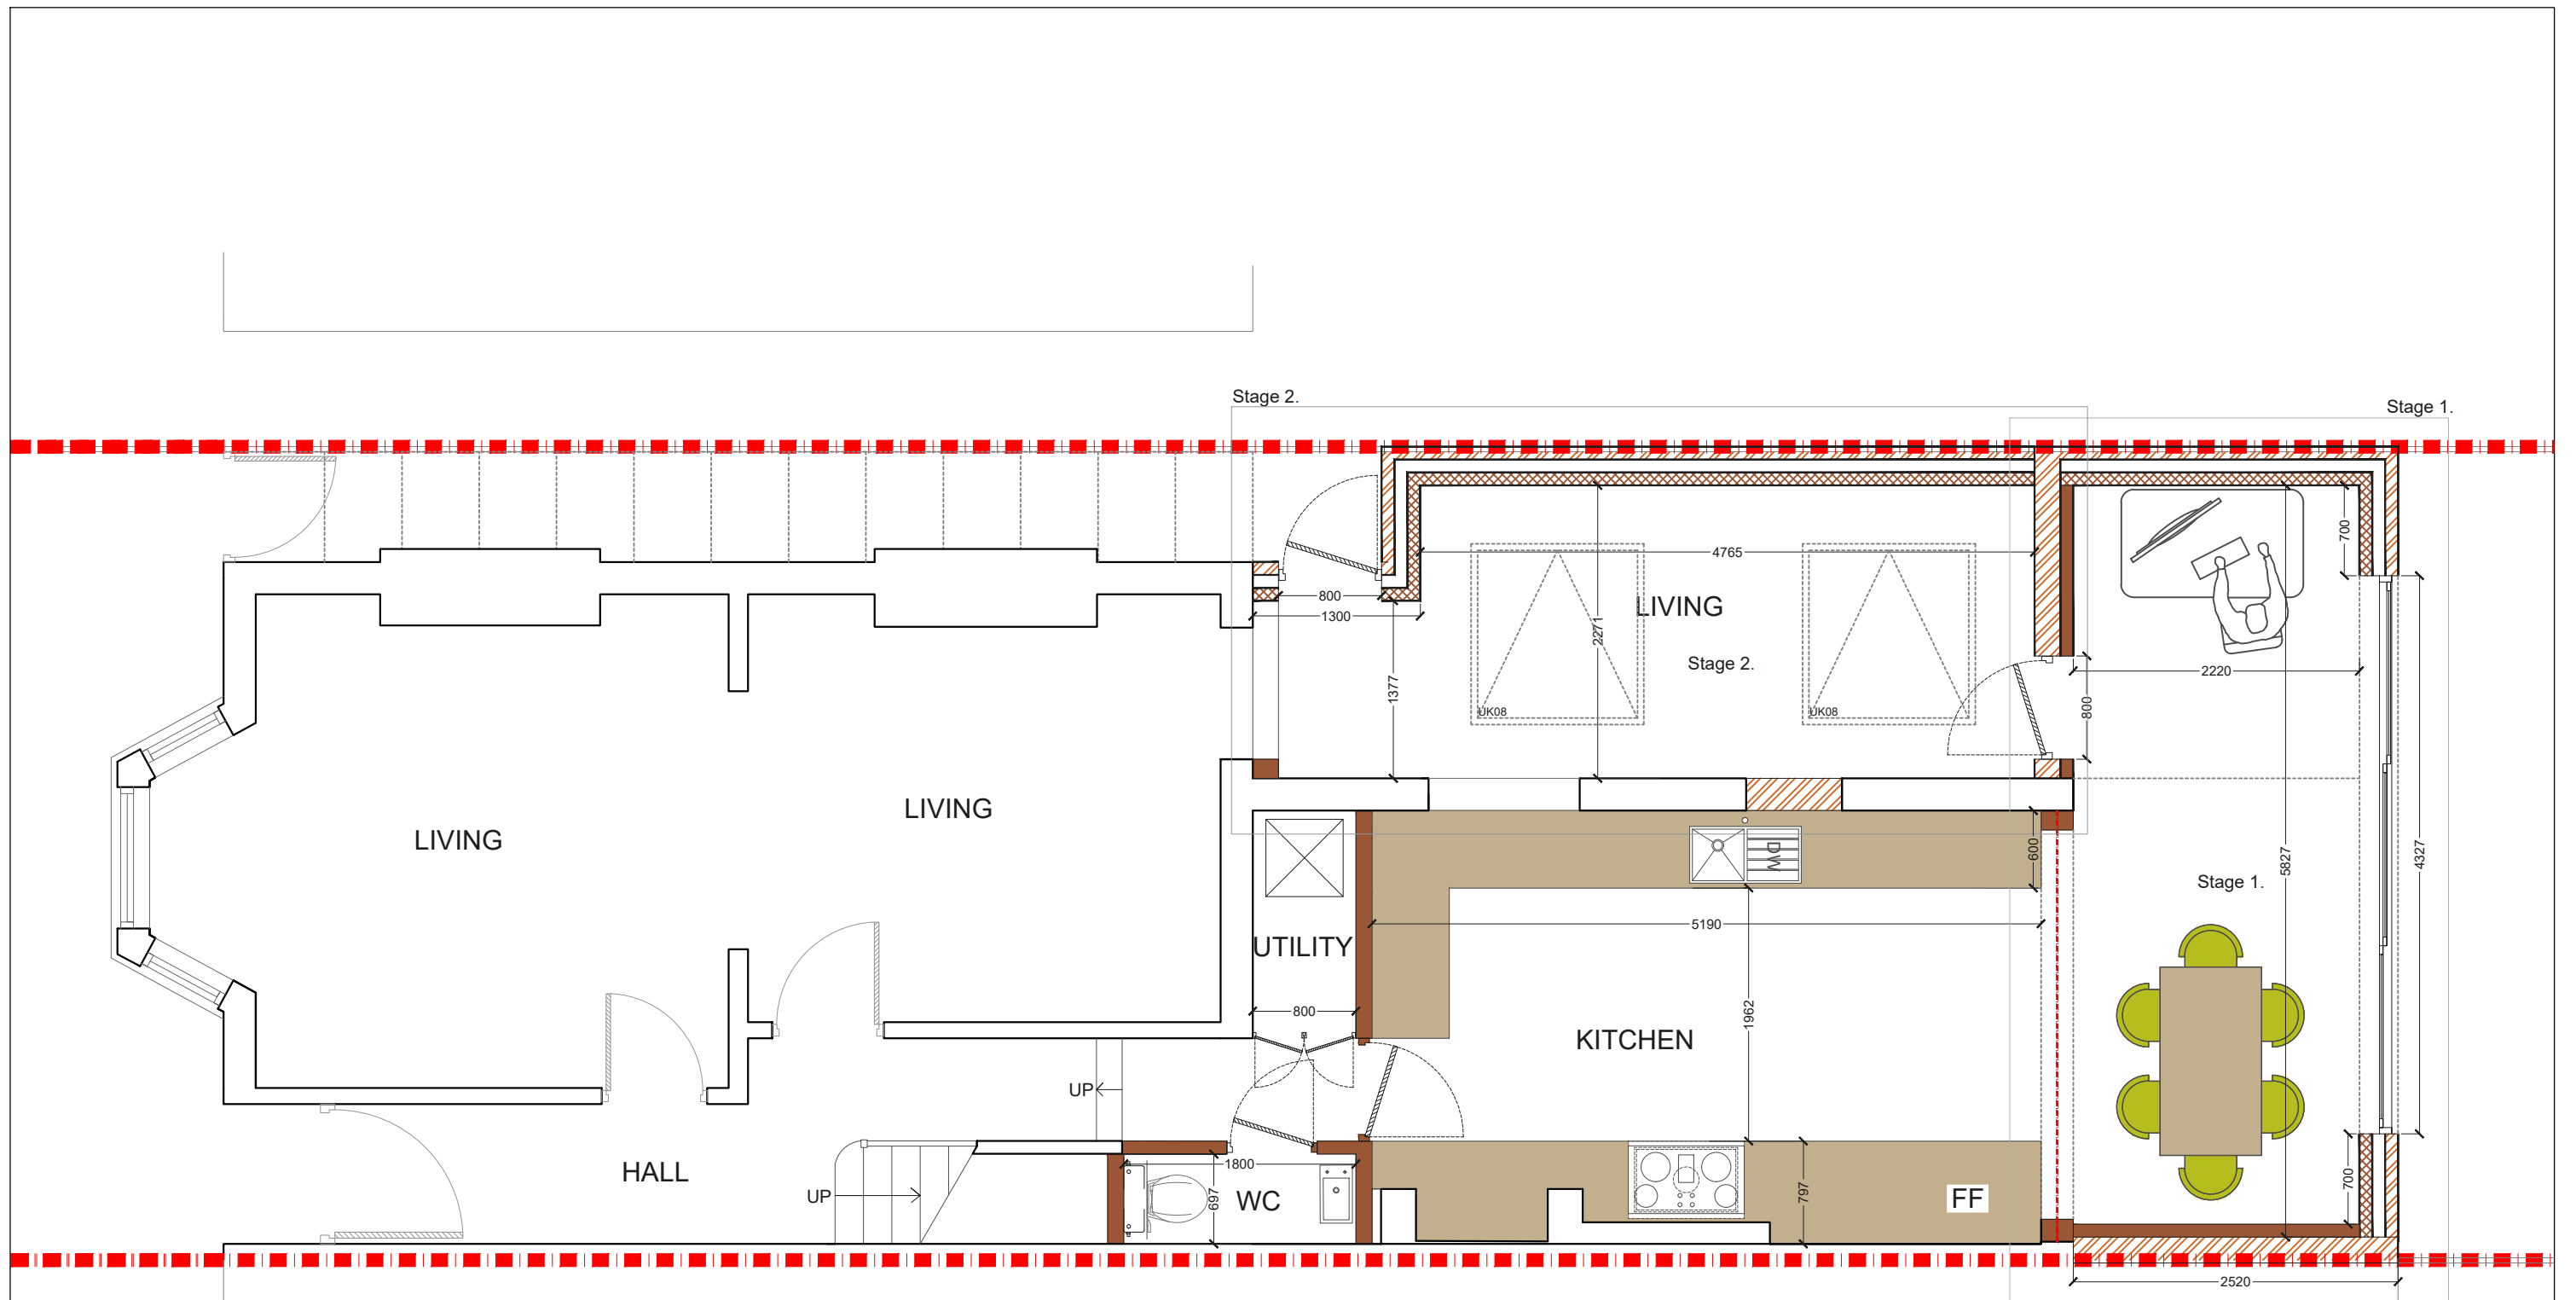 Stage 2.
Stage 1.
700
4765
800
LIVING
1300
2271
Stage 2.
2220
1377
UK08
UK08
800
LIVING
LIVING
DW
600
4327
5827
Stage 1.
5190
UTILITY
800
1962
KITCHEN
UP
HALL
1800
UP
WC
697
797
FF
700
2520